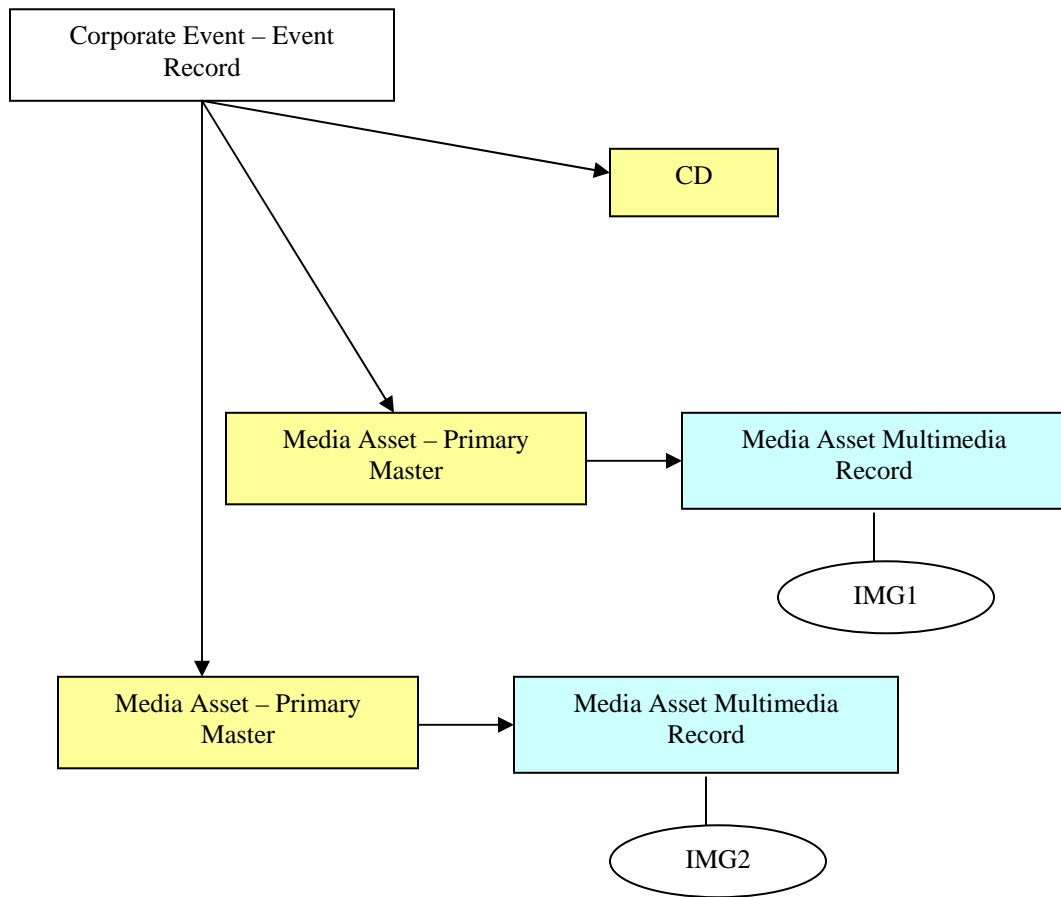 Corporate Event – Event
Record
CD
Media Asset – Primary
Master
Media Asset Multimedia
Record
IMG1
Media Asset – Primary
Master
Media Asset Multimedia
Record
IMG2